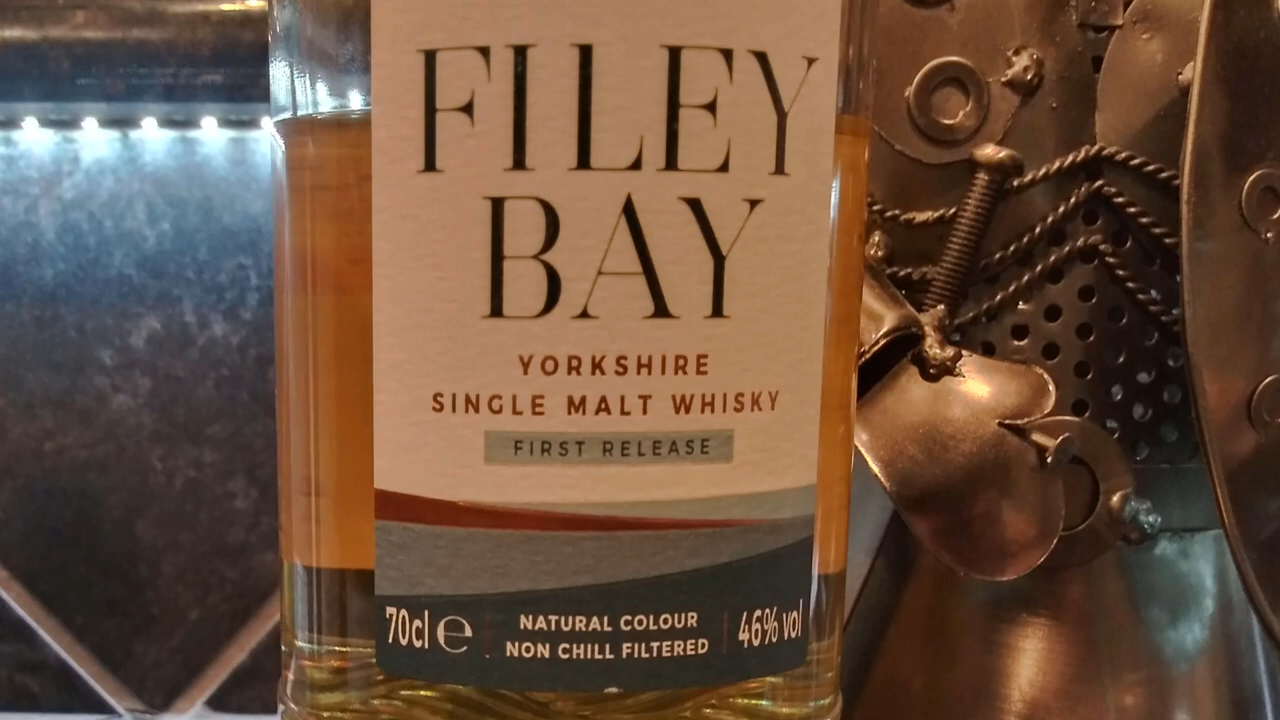 FILEY
BAY
YORKSHIRE
SINGLE MALT WHISKY
FIRST RELEASE
70cl e NATURAL COLOUR 46% vol
NON CHILL FILTERED